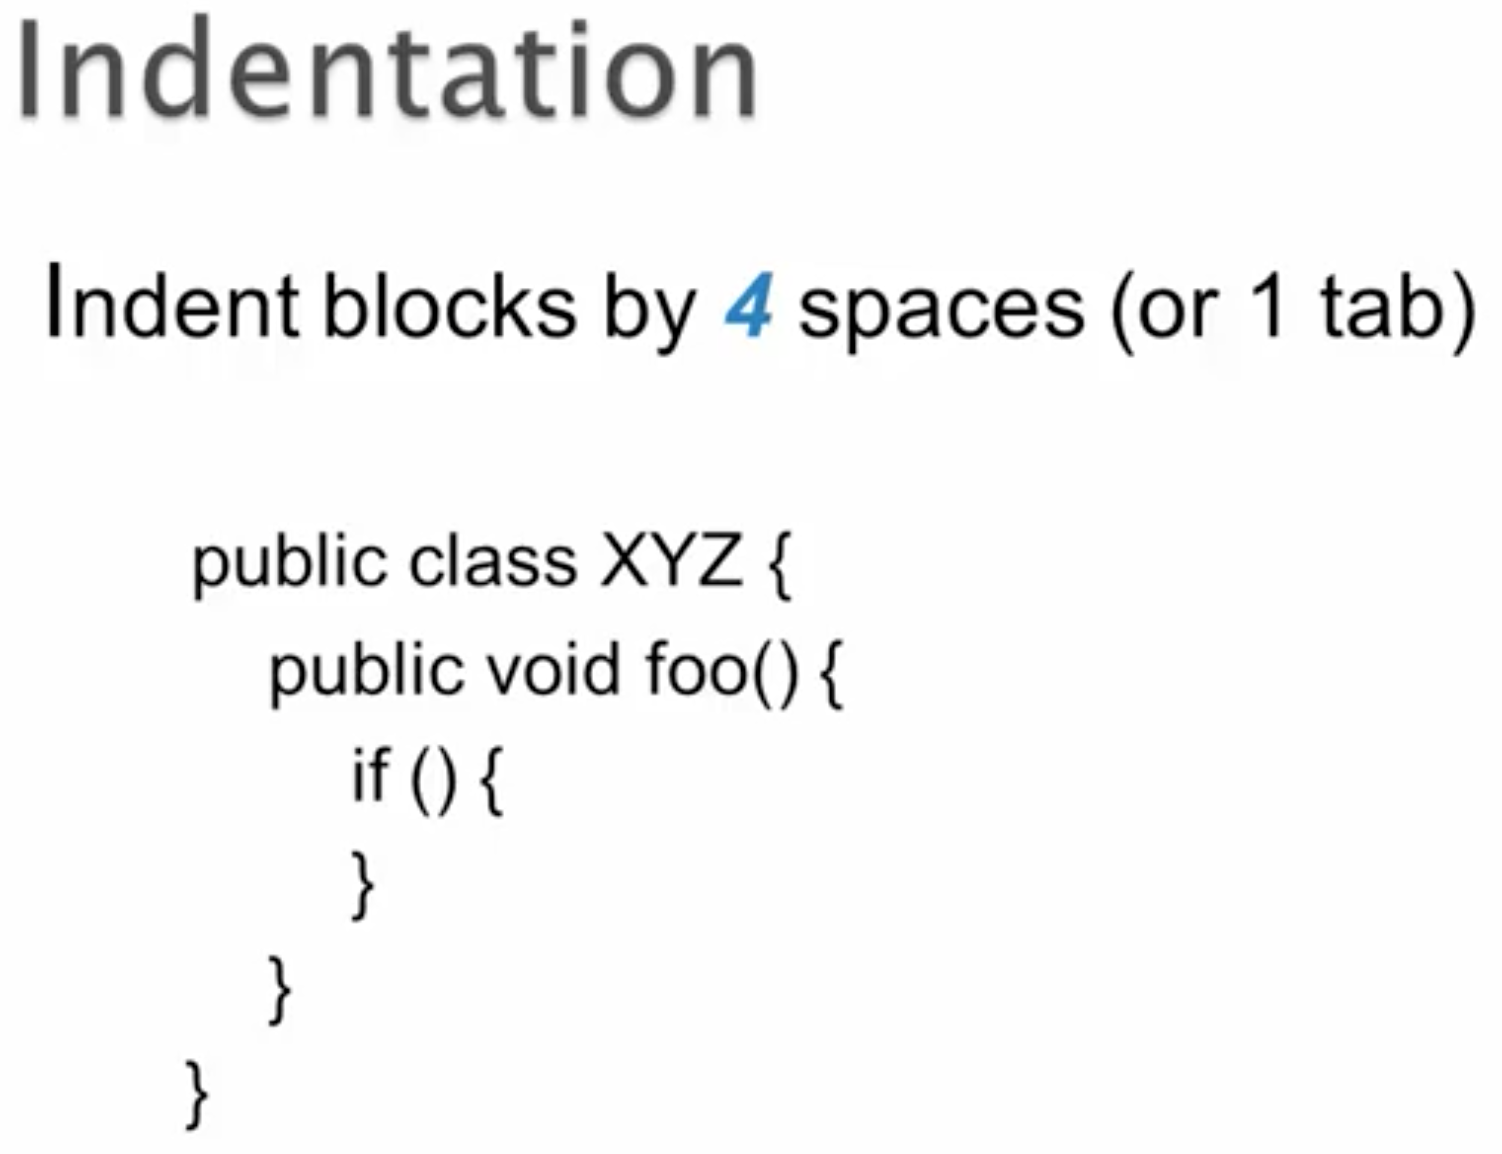 Indentation
Indent blocks by 4 spaces (or 1 tab)
public class XYZ {
    public void foo() {
        if () {
        }
    }
}